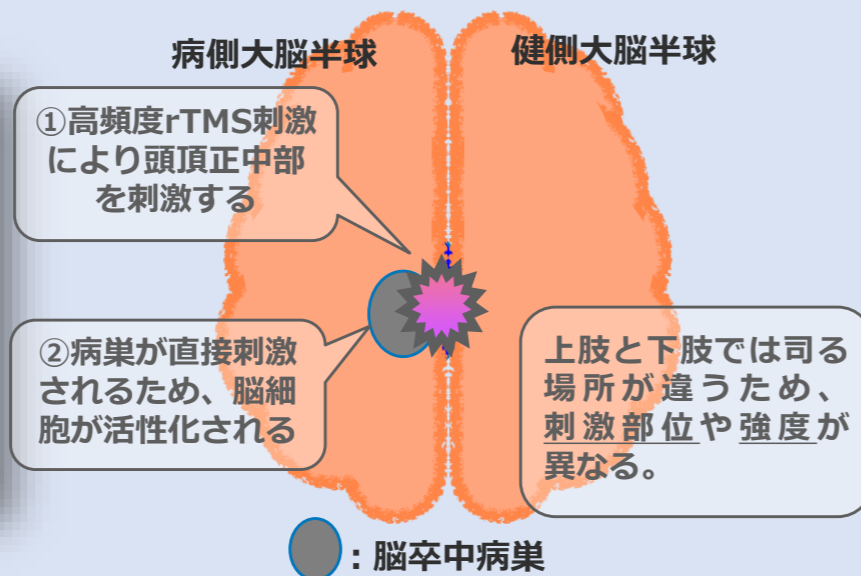 病側大脳半球
健側大脳半球
①高頻度rTMS刺激
により頭頂正中部
を刺激する
②病巣が直接刺激
されるため、脳細
胞が活性化される
上肢と下肢では司る
場所が違うため、
刺激部位や強度が
異なる。
：脳卒中病巣